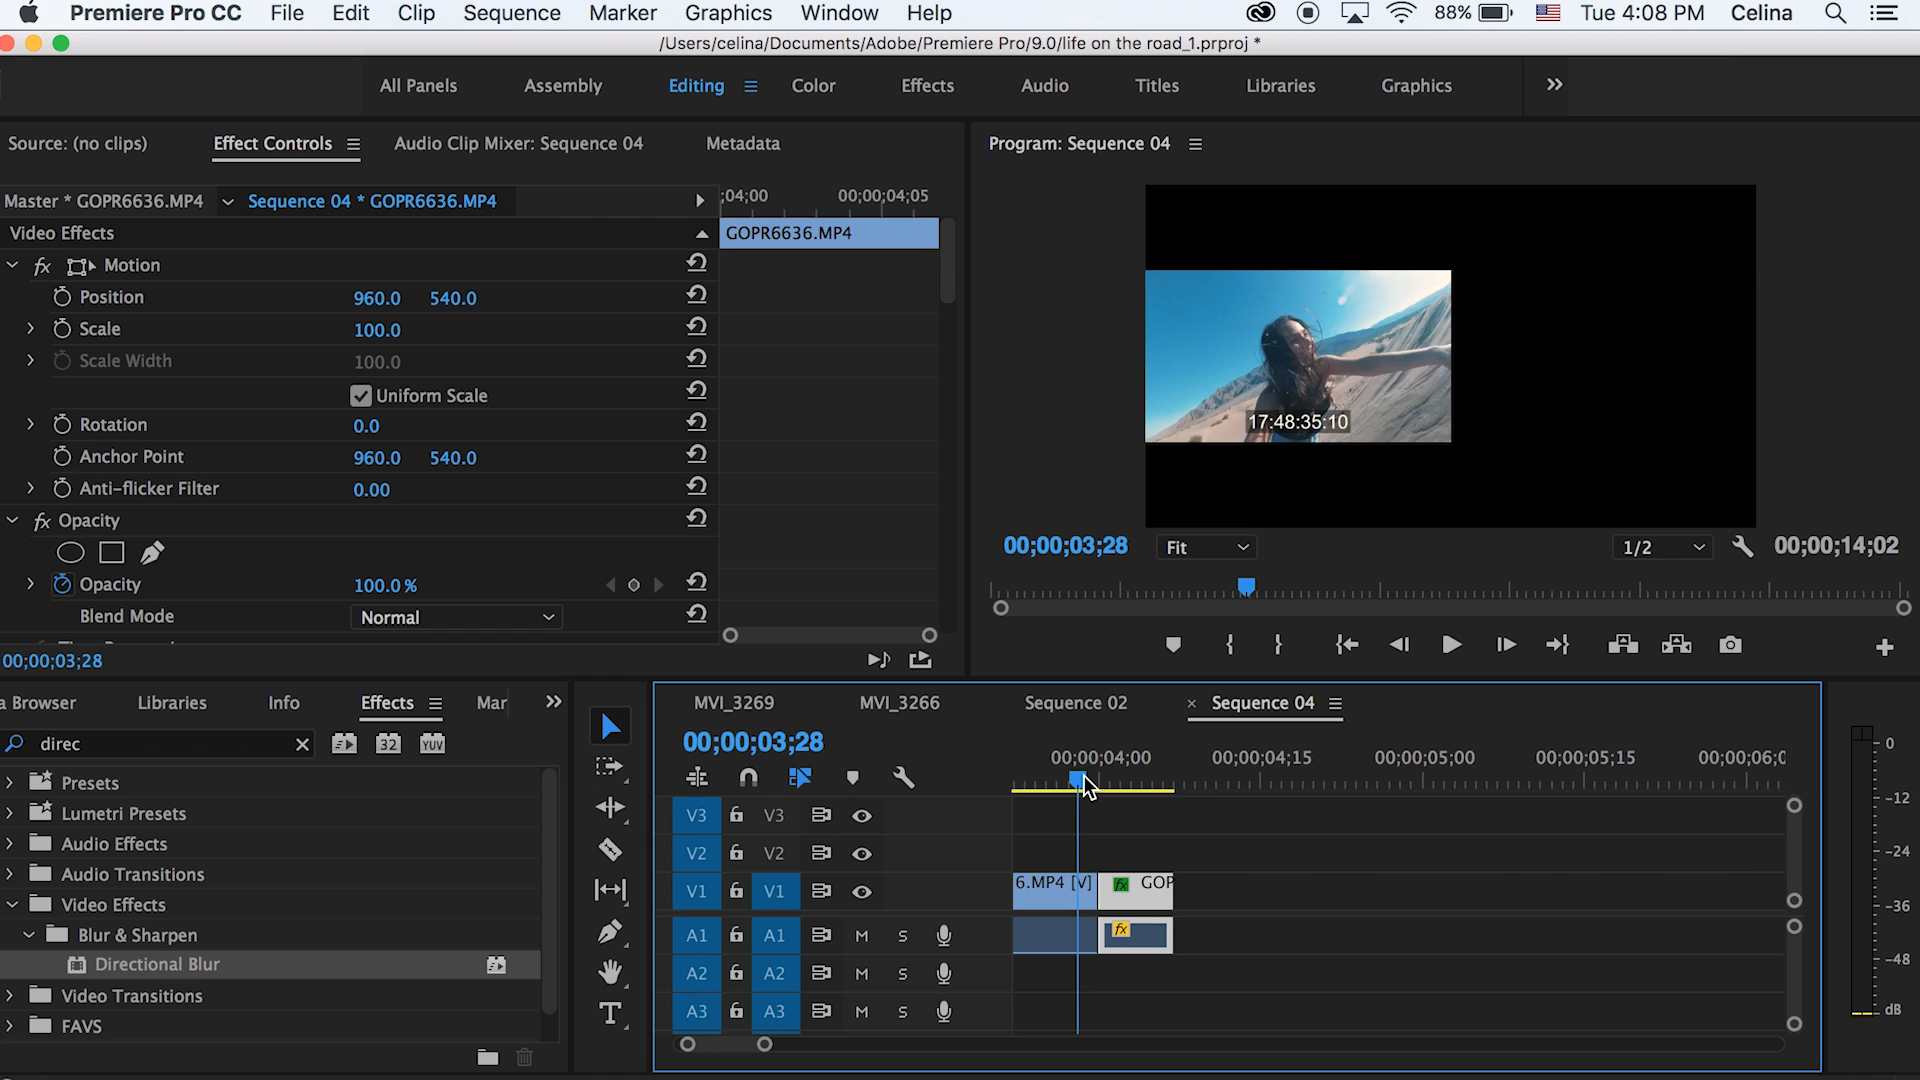 Premiere Pro CC File Edit Clip Sequence Marker Graphics Window Help 88% Tue 4:08 PM Celina
/Users/celina/Documents/Adobe/Premiere Pro/9.0/life on the road_1.prproj *
All Panels Assembly Editing Color Effects Audio Titles Libraries Graphics
Source: (no clips) Effect Controls Audio Clip Mixer: Sequence 04 Metadata
Program: Sequence 04
Master * GOPR6636.MP4 Sequence 04 * GOPR6636.MP4
;04;00 00;00;04;05
Video Effects
GOPR6636.MP4
fx Motion
Position 960.0 540.0
Scale 100.0
Scale Width 100.0
Uniform Scale
Rotation 0.0
Anchor Point 960.0 540.0
Anti-flicker Filter 0.00
fx Opacity
Opacity 100.0 %
Blend Mode Normal
00;00;03;28
17:48:35:10
00;00;03;28 Fit 1/2 00;00;14;02
a Browser Libraries Info Effects Mar
direc 32 YUV
Presets
Lumetri Presets
Audio Effects
Audio Transitions
Video Effects
Blur & Sharpen
Directional Blur
Video Transitions
FAVS
T
MVI_3269 MVI_3266 Sequence 02 × Sequence 04
00;00;03;28
00;00;04;00 00;00;04;15 00;00;05;00 00;00;05;15 00;00;06;0
V3 V3
V2 V2
V1 V1 6.MP4 [V] fx GOP
A1 A1 M S fx
A2 A2 M S
A3 A3 M S
0
-12
-24
-36
-48
dB